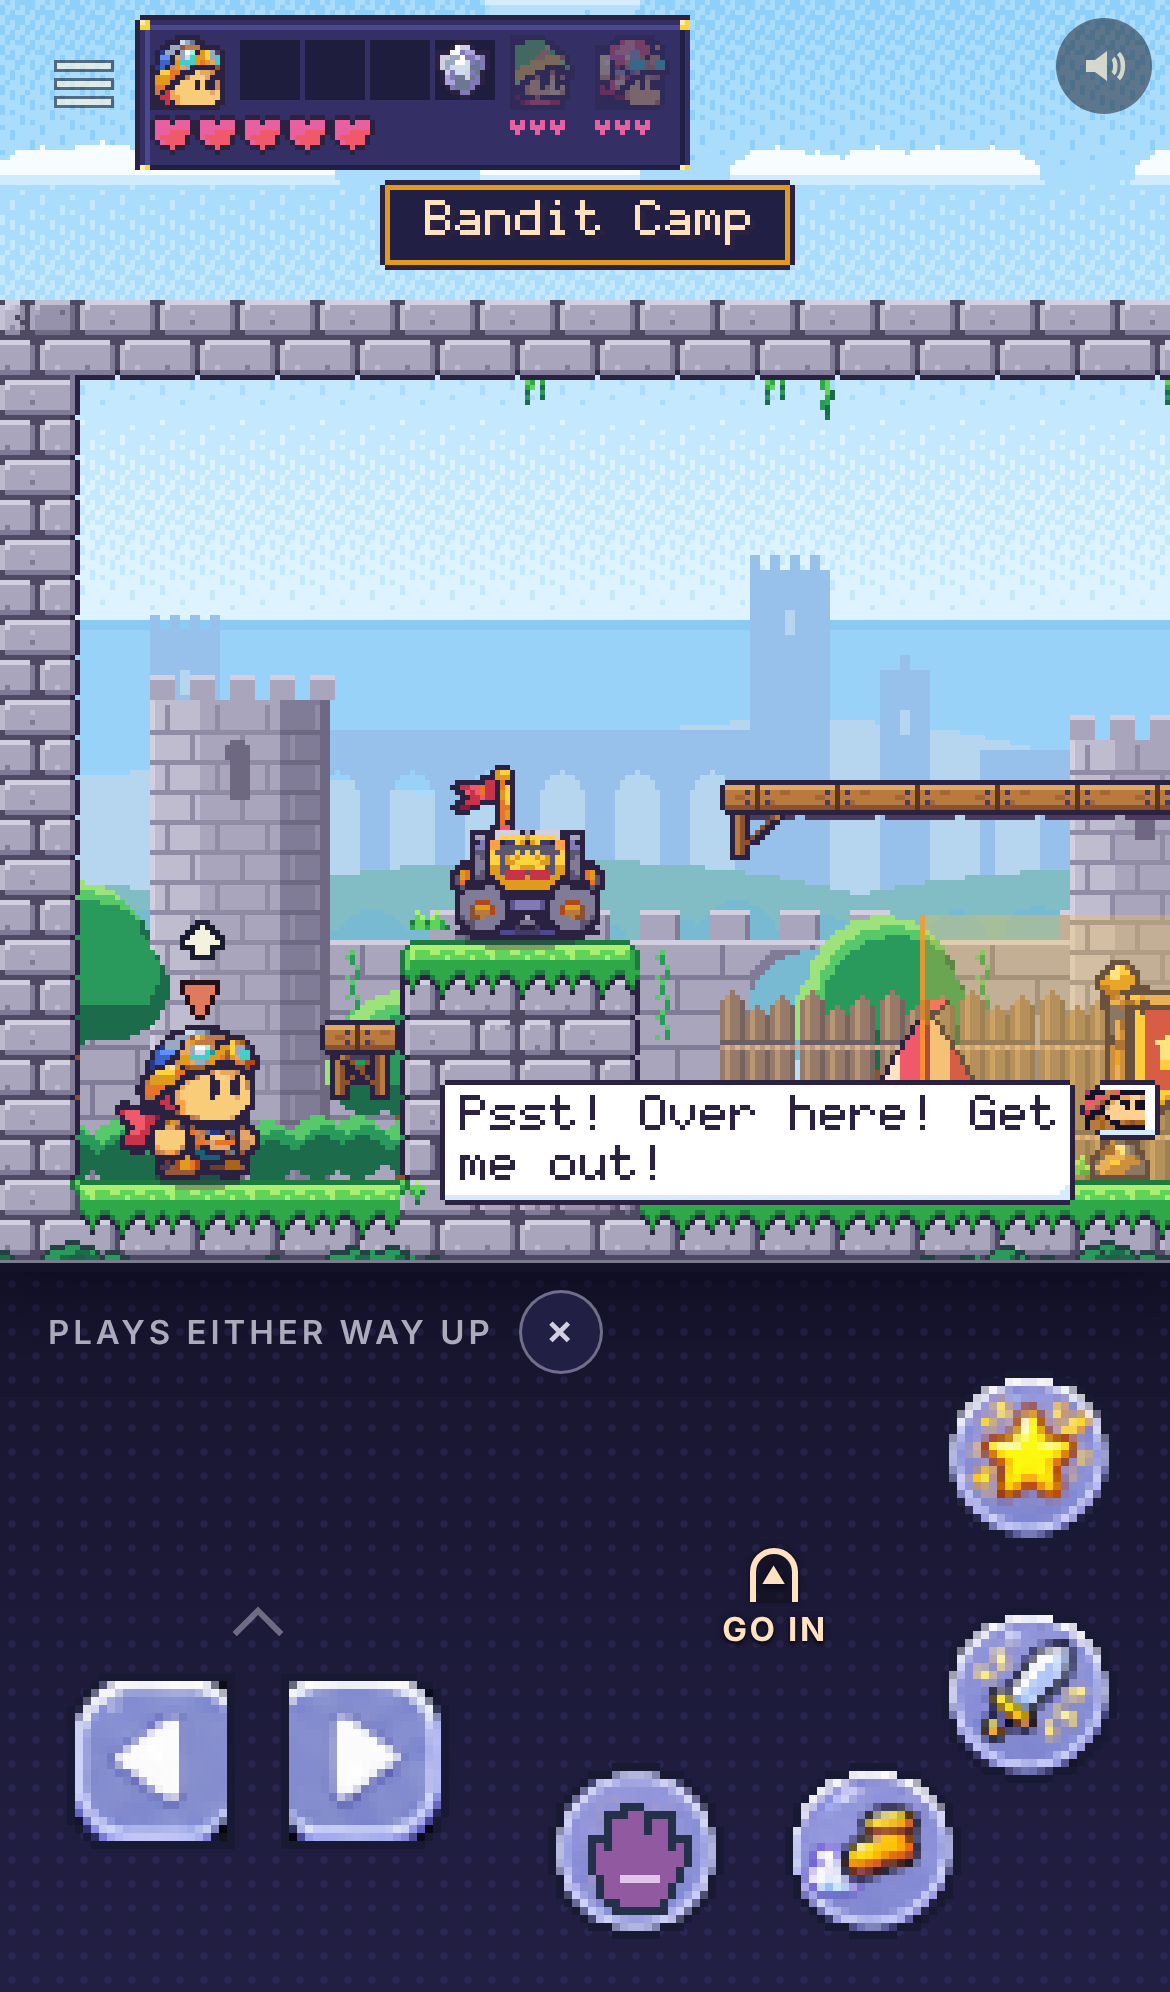 Bandit Camp
Psst! Over here! Get
me out!
PLAYS EITHER WAY UP
GO IN